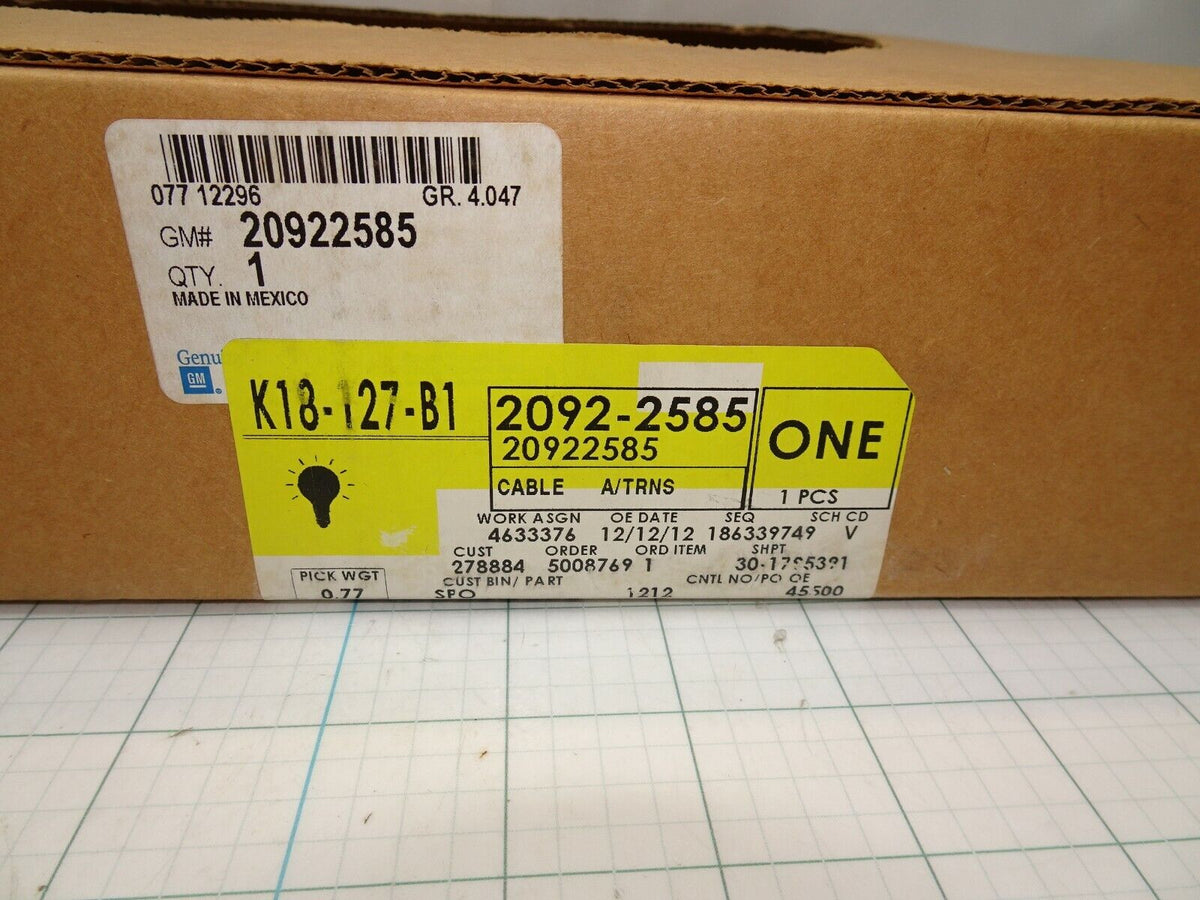 077 12296 GR. 4.047
GM# 20922585
QTY. 1
MADE IN MEXICO
Genu
GM
K18-127-B1
2092-2585
20922585
CABLE A/TRNS
ONE
1 PCS
WORK ASGN OE DATE SEQ SCH CD
4633376 12/12/12 186339749 V
CUST ORDER ORD ITEM SHPT
278884 5008769 1
PICK WGT
0.77
CUST BIN/ PART CNTL NO/PO OE
SPO 1212 45500